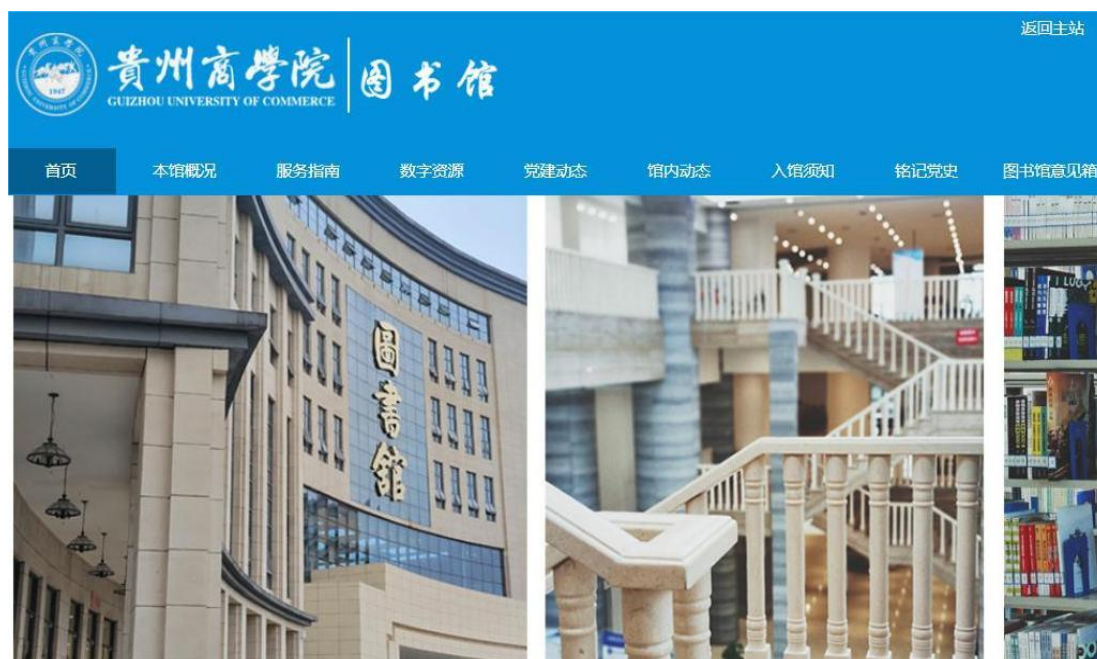 返回主站
貴州商學院
GUIZHOU UNIVERSITY OF COMMERCE
1947
图书馆
首页 本馆概况 服务指南 数字资源 党建动态 馆内动态 入馆须知 铭记党史 图书馆意见箱
圖書館